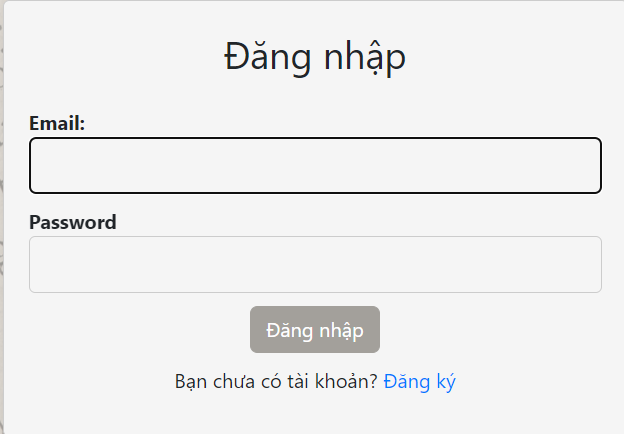 Đăng nhập
Email:
Password
Đăng nhập
Bạn chưa có tài khoản? Đăng ký